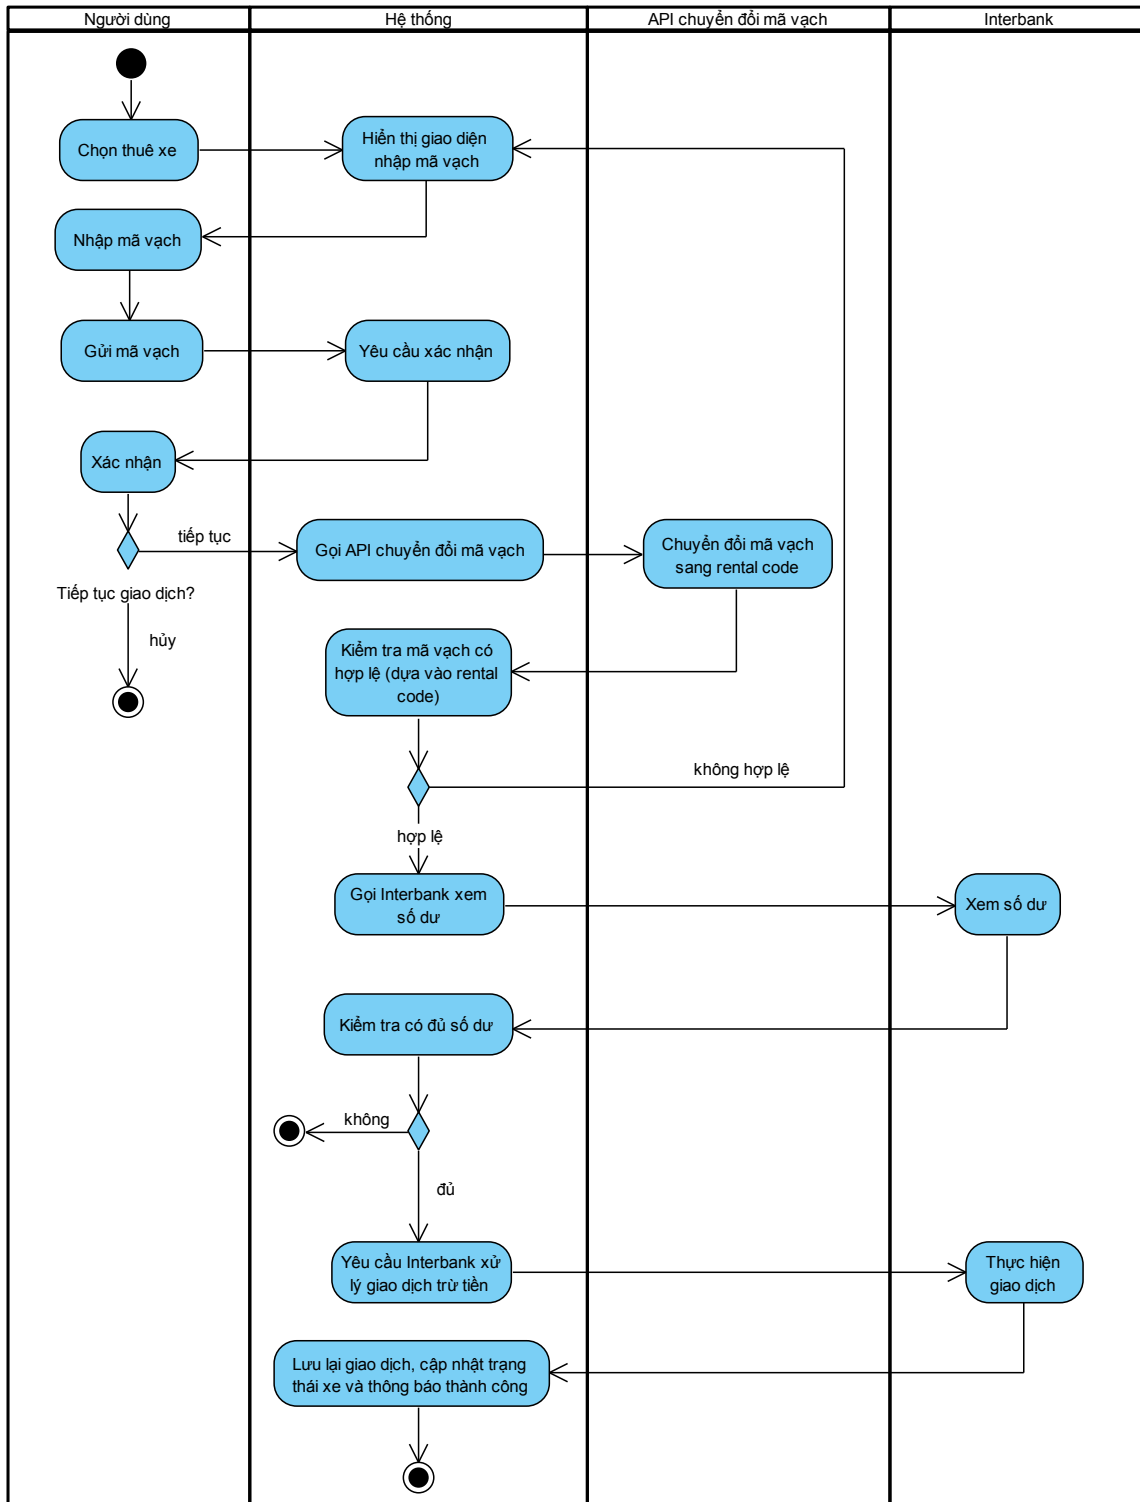 Người dùng
Hệ thống
API chuyển đổi mã vạch
Interbank
Chọn thuê xe
Hiển thị giao diện
nhập mã vạch
Nhập mã vạch
Gửi mã vạch
Yêu cầu xác nhận
Xác nhận
tiếp tục
Gọi API chuyển đổi mã vạch
Chuyển đổi mã vạch
sang rental code
Tiếp tục giao dịch?
hủy
Kiểm tra mã vạch có
hợp lệ (dựa vào rental
code)
không hợp lệ
hợp lệ
Gọi Interbank xem
số dư
Xem số dư
Kiểm tra có đủ số dư
không
đủ
Yêu cầu Interbank xử
lý giao dịch trừ tiền
Thực hiện
giao dịch
Lưu lại giao dịch, cập nhật trạng
thái xe và thông báo thành công